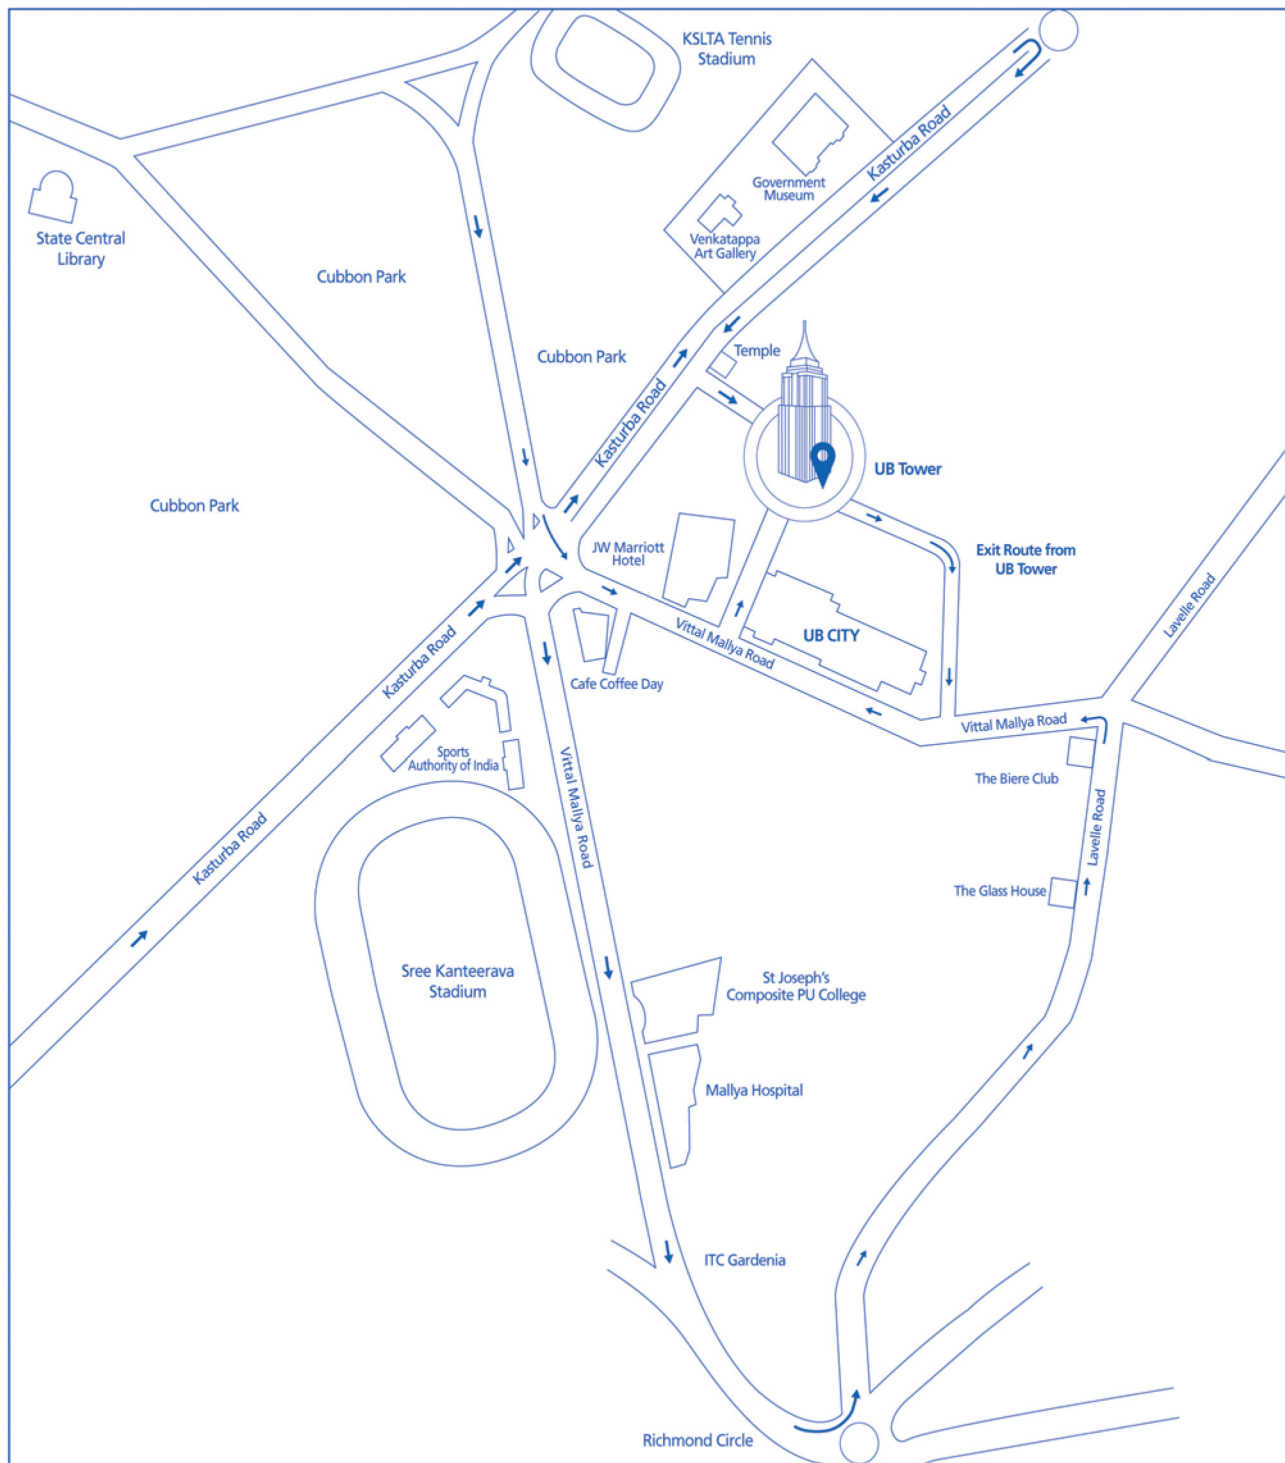 KSLTA Tennis
Stadium
Kasturba Road
Government
Museum
State Central
Library
Venkatappa
Art Gallery
Cubbon Park
Cubbon Park
Temple
Kasturba Road
UB Tower
Cubbon Park
JW Marriott
Hotel
Exit Route from
UB Tower
Lavelle Road
Vittal Mallya Road
UB CITY
Kasturba Road
Cafe Coffee Day
Vittal Mallya Road
Sports
Authority of India
The Biere Club
Vittal Mallya Road
Lavelle Road
Kasturba Road
The Glass House
Sree Kanteerava
Stadium
St Joseph's
Composite PU College
Mallya Hospital
ITC Gardenia
Richmond Circle